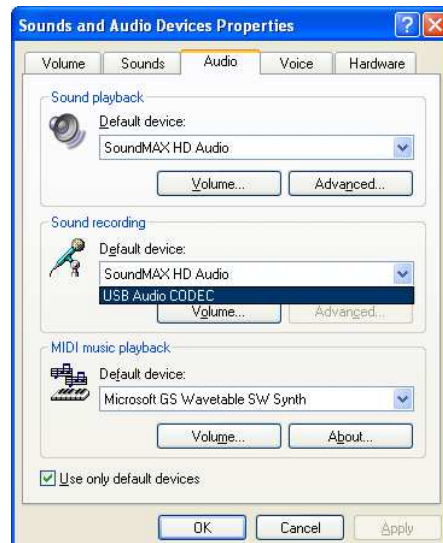 Sounds and Audio Devices Properties
Volume Sounds Audio Voice Hardware
Sound playback
Default device:
SoundMAX HD Audio
Volume... Advanced...
Sound recording
Default device:
SoundMAX HD Audio
USB Audio CODEC
Volume... Advanced...
MIDI music playback
Default device:
Microsoft GS Wavetable SW Synth
Volume... About...
Use only default devices
OK Cancel Apply